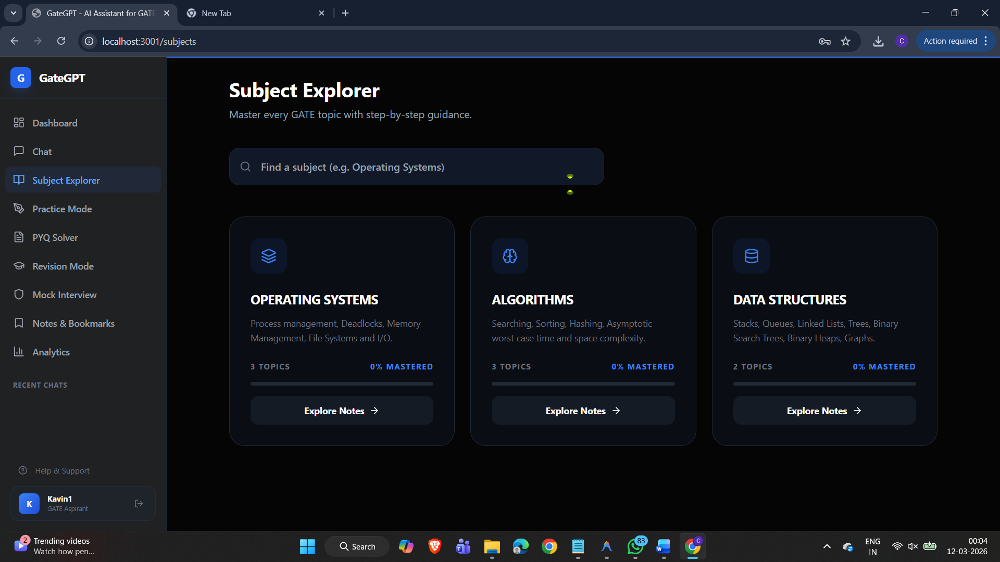 GateGPT - AI Assistant for GATE
New Tab
localhost:3001/subjects
C
Action required
G
GateGPT
Dashboard
Chat
Subject Explorer
Practice Mode
PYQ Solver
Revision Mode
Mock Interview
Notes & Bookmarks
Analytics
RECENT CHATS
Help & Support
K
Kavin1
GATE Aspirant
Subject Explorer
Master every GATE topic with step-by-step guidance.
Find a subject (e.g. Operating Systems)
OPERATING SYSTEMS
Process management, Deadlocks, Memory
Management, File Systems and I/O.
3 TOPICS 0% MASTERED
Explore Notes →
ALGORITHMS
Searching, Sorting, Hashing, Asymptotic
worst case time and space complexity.
3 TOPICS 0% MASTERED
Explore Notes →
DATA STRUCTURES
Stacks, Queues, Linked Lists, Trees, Binary
Search Trees, Binary Heaps, Graphs.
2 TOPICS 0% MASTERED
Explore Notes →
2
Trending videos
Watch how pen...
Search
T
83
W
C
ENG
IN
00:04
12-03-2026